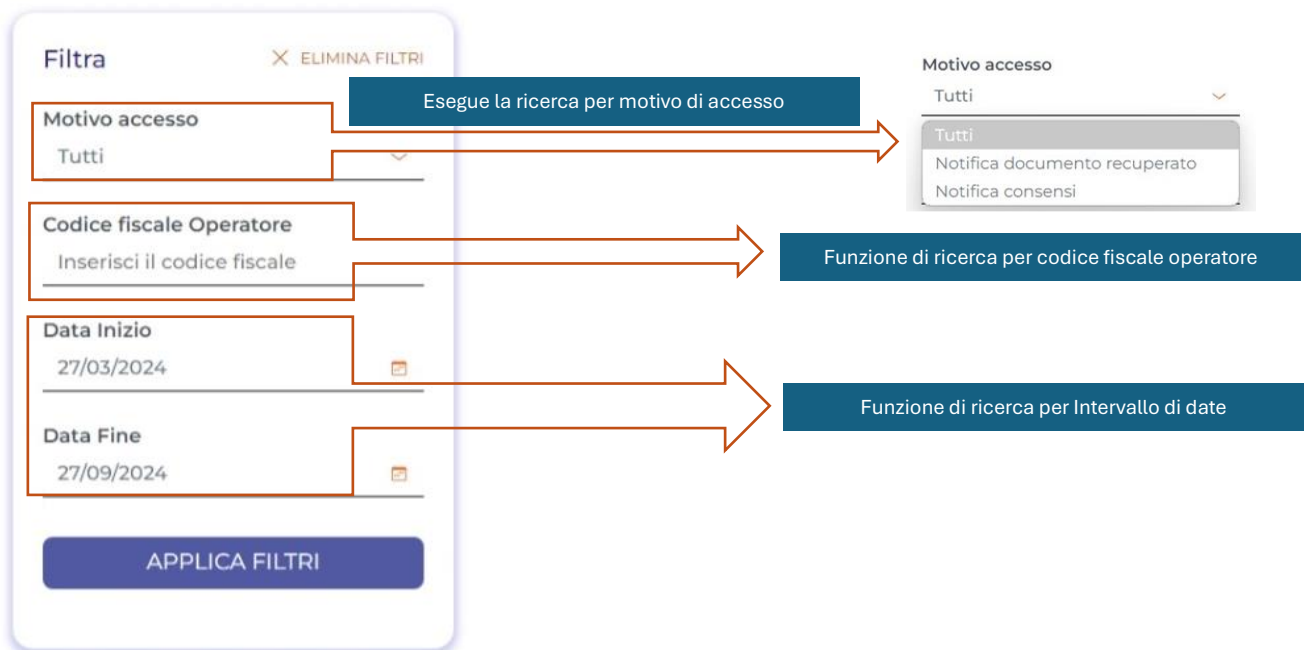 Filtra
ELIMINA FILTRI
Motivo accesso
Tutti
Esegue la ricerca per motivo di accesso
Motivo accesso
Tutti
Tutti
Notifica documento recuperato
Notifica consensi
Codice fiscale Operatore
Inserisci il codice fiscale
Funzione di ricerca per codice fiscale operatore
Data Inizio
27/03/2024
Data Fine
27/09/2024
Funzione di ricerca per Intervallo di date
APPLICA FILTRI